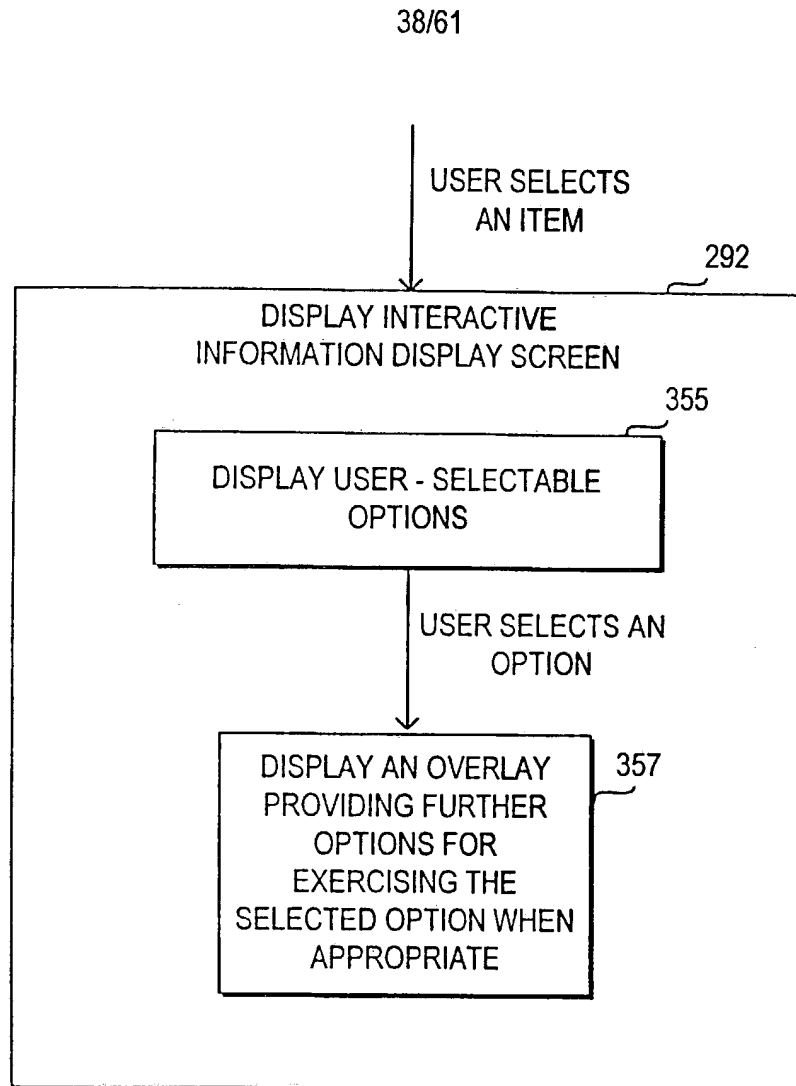 38/61
USER SELECTS
AN ITEM
292
DISPLAY INTERACTIVE
INFORMATION DISPLAY SCREEN
355
DISPLAY USER - SELECTABLE
OPTIONS
USER SELECTS AN
OPTION
357
DISPLAY AN OVERLAY
PROVIDING FURTHER
OPTIONS FOR
EXERCISING THE
SELECTED OPTION WHEN
APPROPRIATE